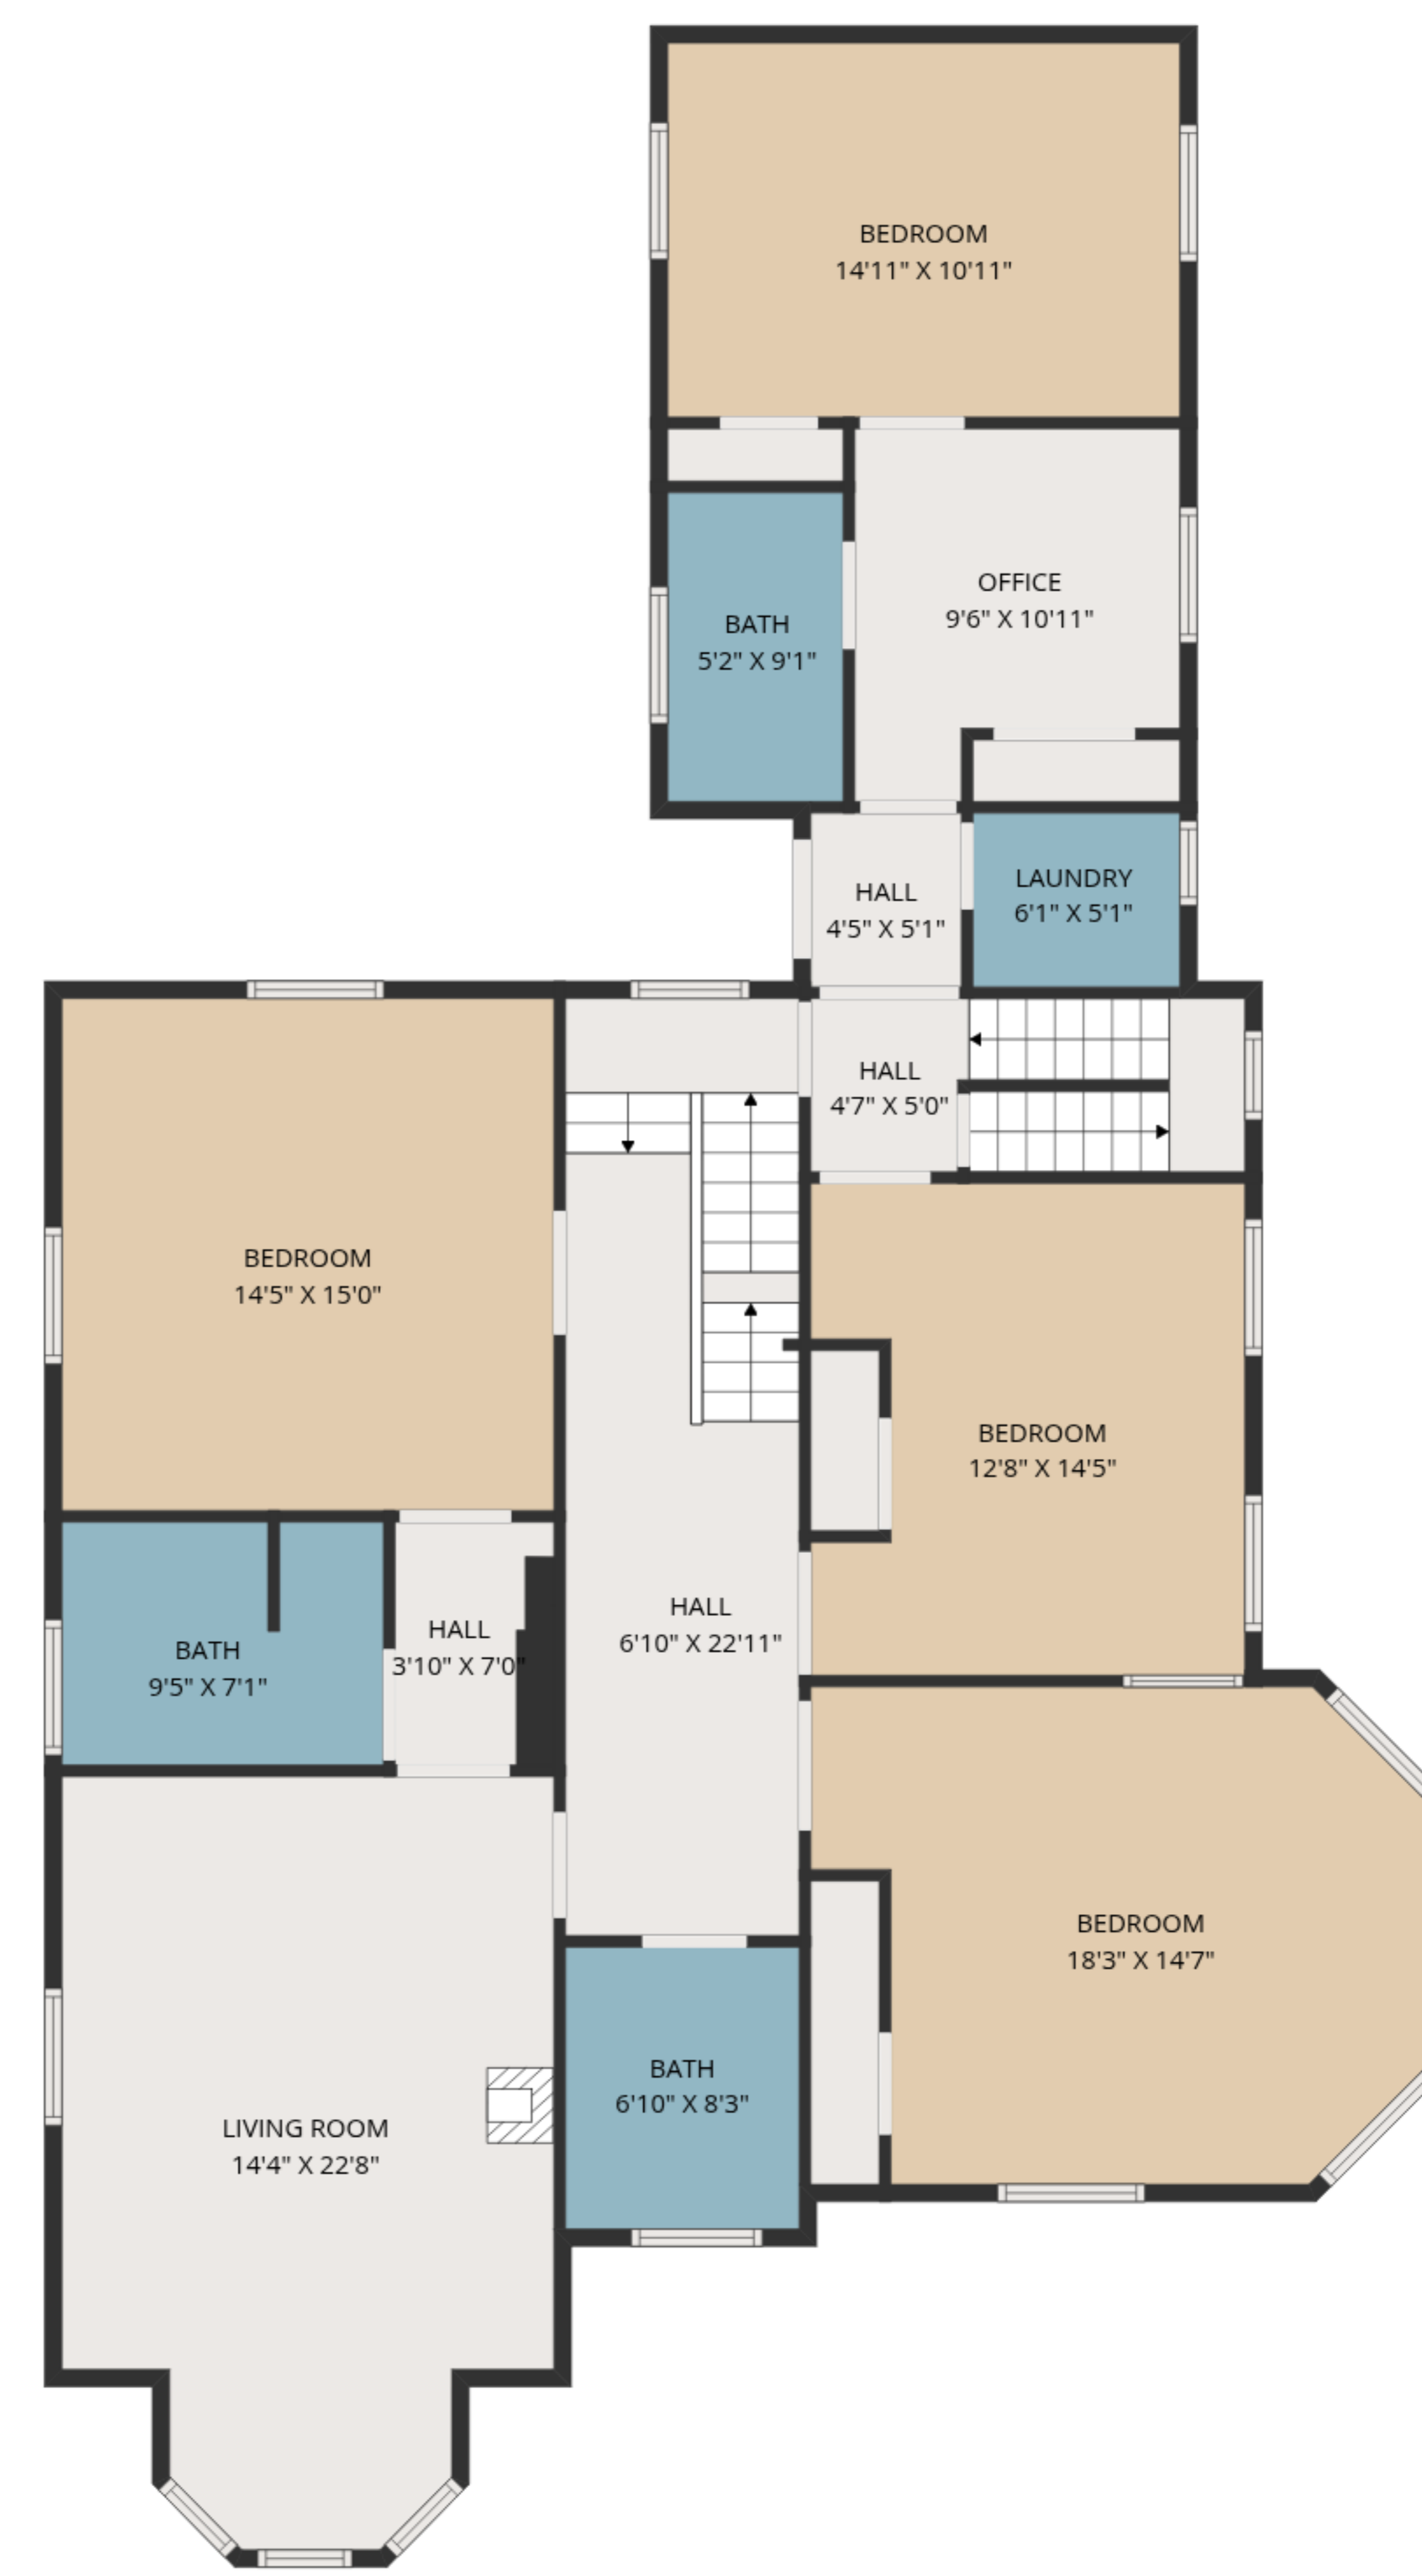 BEDROOM
14'11" X 10'11"
OFFICE
9'6" X 10'11"
BATH
5'2" X 9'1"
HALL
4'5" X 5'1"
LAUNDRY
6'1" X 5'1"
HALL
4'7" X 5'0"
BEDROOM
14'5" X 15'0"
BEDROOM
12'8" X 14'5"
HALL
6'10" X 22'11"
HALL
3'10" X 7'0"
BATH
9'5" X 7'1"
BEDROOM
18'3" X 14'7"
BATH
6'10" X 8'3"
LIVING ROOM
14'4" X 22'8"